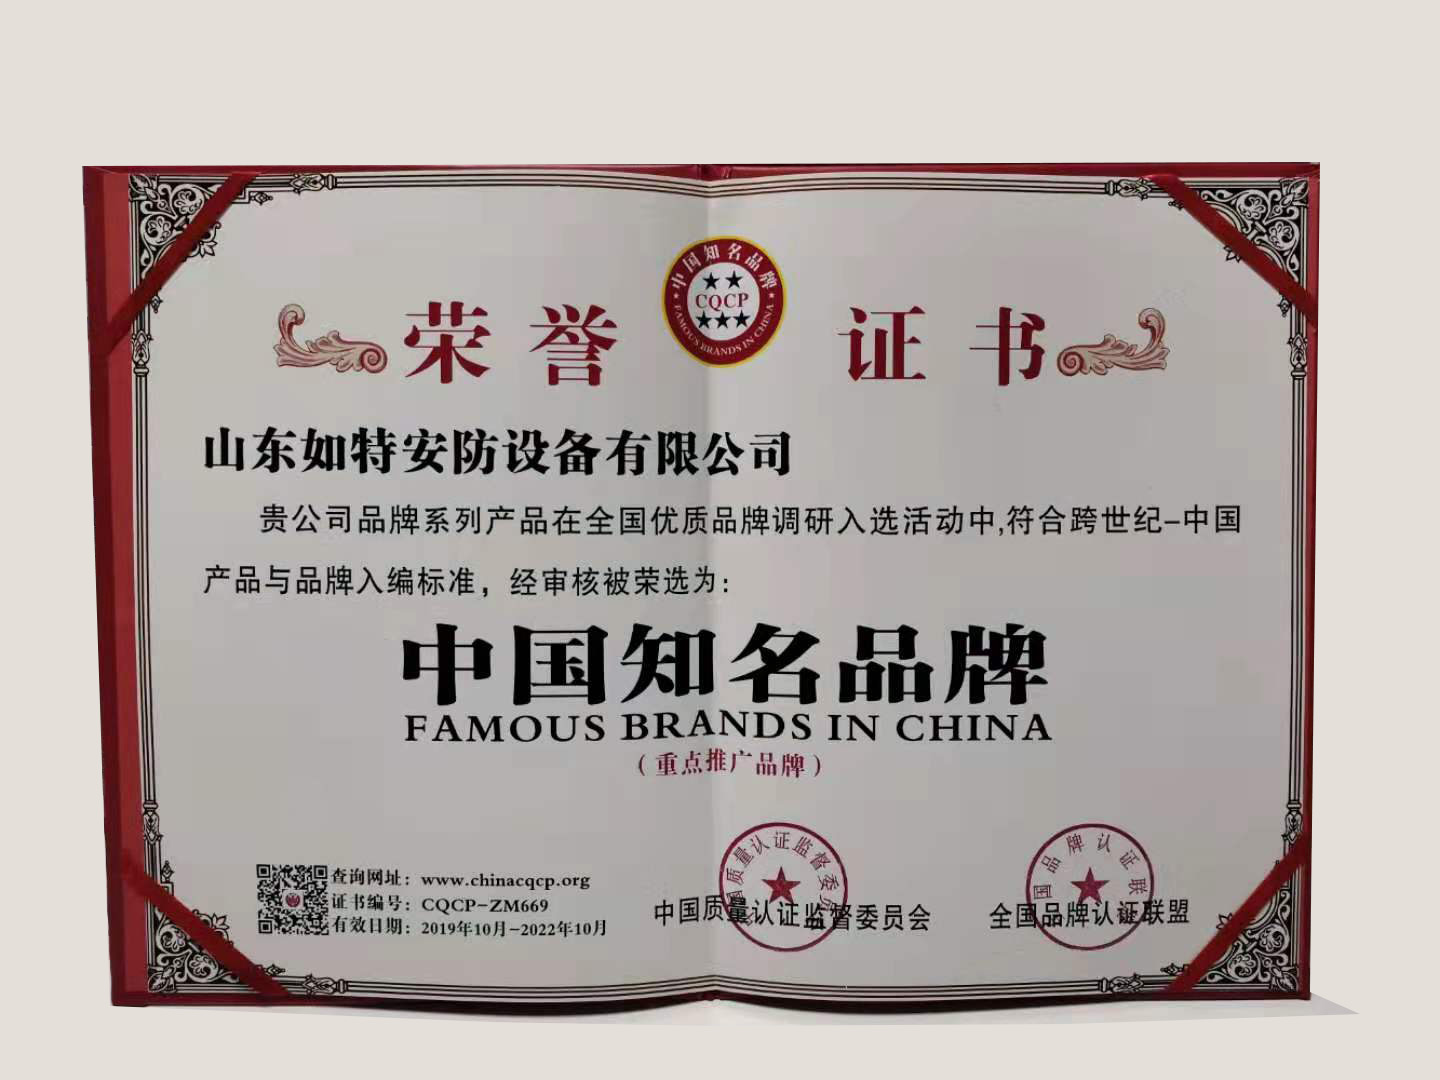 中国知名品牌
CQCP
FAMOUS BRANDS IN CHINA
荣誉证书
山东如特安防设备有限公司
贵公司品牌系列产品在全国优质品牌调研入选活动中,符合跨世纪-中国
产品与品牌入编标准，经审核被荣选为：
中国知名品牌
FAMOUS BRANDS IN CHINA
（重点推广品牌）
查询网址：www.chinacqcp.org
证书编号：CQCP-ZM669
有效日期：2019年10月-2022年10月
中国质量认证监督委员会
全国品牌认证联盟